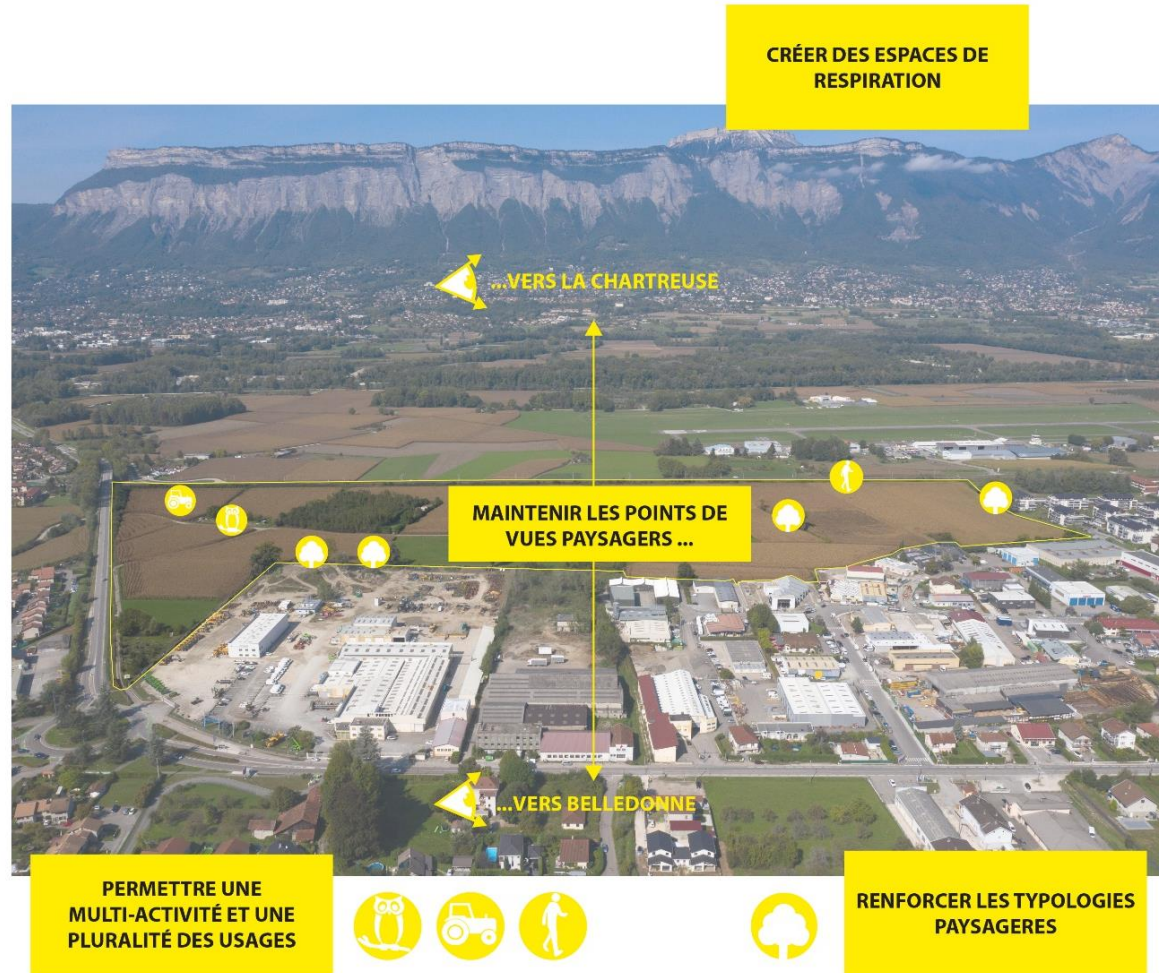 CRÉER DES ESPACES DE
RESPIRATION
...VERS LA CHARTREUSE
MAINTENIR LES POINTS DE
VUES PAYSAGERS ...
...VERS BELLEDONNE
PERMETTRE UNE
MULTI-ACTIVITÉ ET UNE
PLURALITÉ DES USAGES
RENFORCER LES TYPOLOGIES
PAYSAGERES